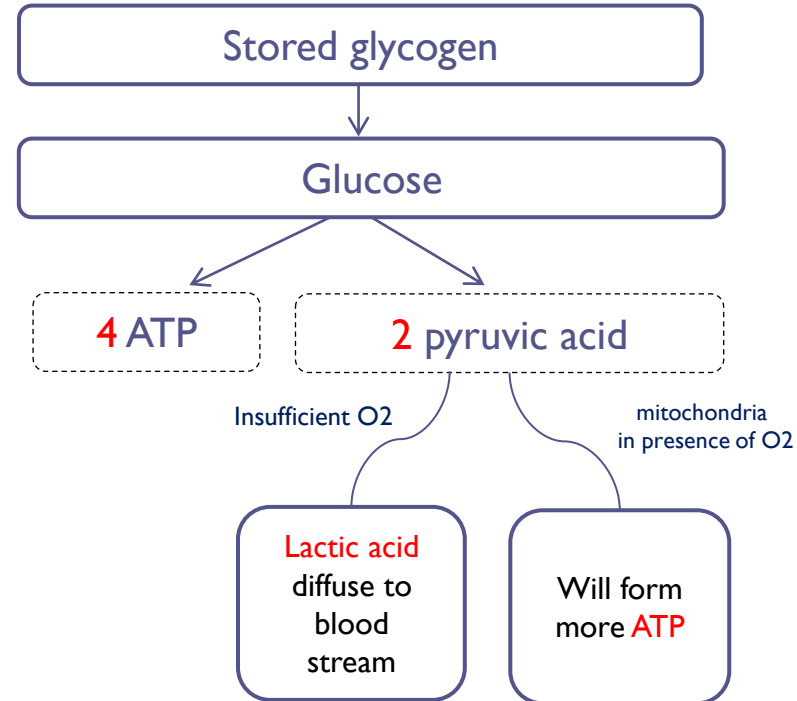 Stored glycogen
Glucose
4 ATP
2 pyruvic acid
Insufficient O2
mitochondria
in presence of O2
Lactic acid
diffuse to
blood
stream
Will form
more ATP